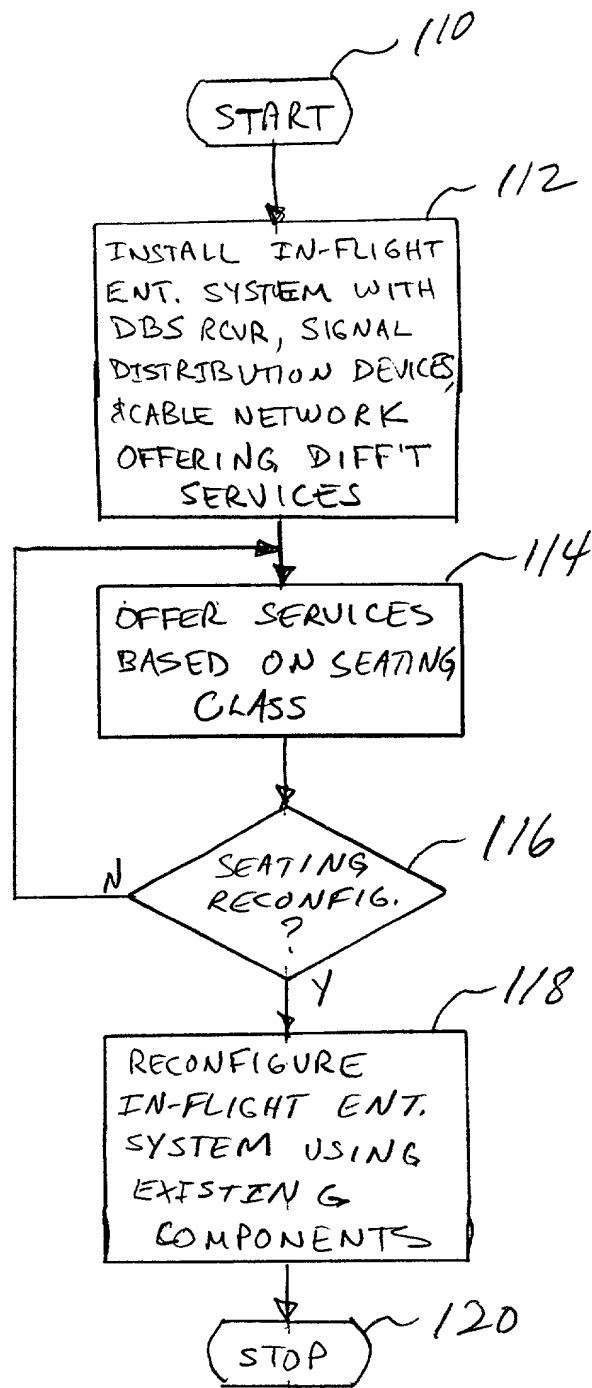 110
START
112
INSTALL IN-FLIGHT
ENT. SYSTEM WITH
DBS RCVR, SIGNAL
DISTRIBUTION DEVICES,
& CABLE NETWORK
OFFERING DIFF'T
SERVICES
114
OFFER SERVICES
BASED ON SEATING
CLASS
116
SEATING
RECONFIG.
?
N
Y
118
RECONFIGURE
IN-FLIGHT ENT.
SYSTEM USING
EXISTING
COMPONENTS
120
STOP